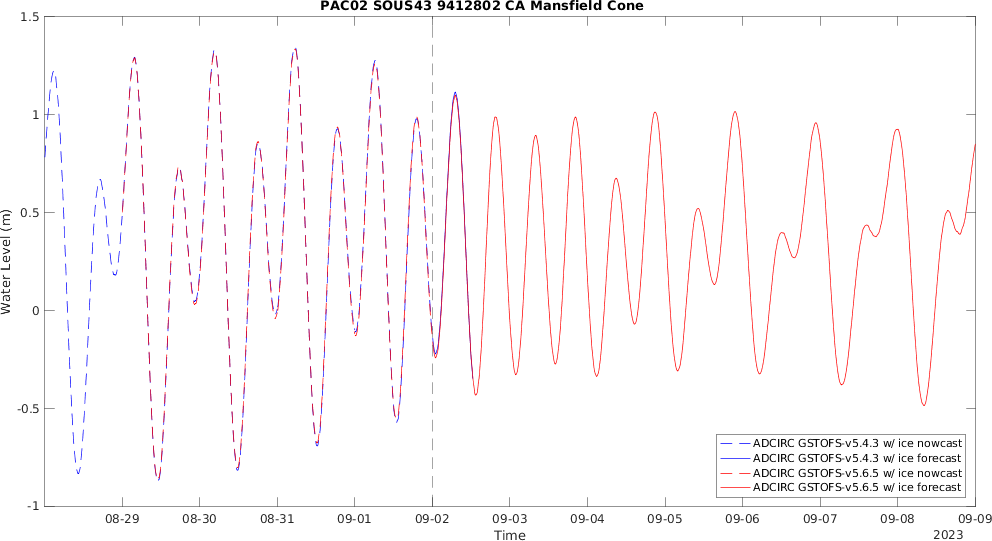 PAC02 SOUS43 9412802 CA Mansfield Cone
1.5
1
0.5
0
-0.5
-1
Water Level (m)
08-29 08-30 08-31 09-01 09-02 09-03 09-04 09-05 09-06 09-07 09-08 09-09
Time
2023
ADCIRC GSTOFS-v5.4.3 w/ ice nowcast
ADCIRC GSTOFS-v5.4.3 w/ ice forecast
ADCIRC GSTOFS-v5.6.5 w/ ice nowcast
ADCIRC GSTOFS-v5.6.5 w/ ice forecast